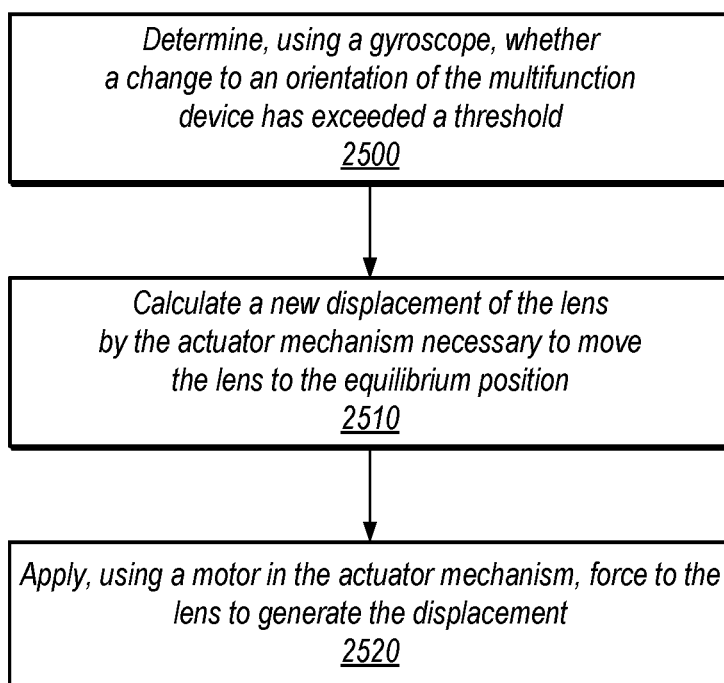 Determine, using a gyroscope, whether
a change to an orientation of the multifunction
device has exceeded a threshold
2500
Calculate a new displacement of the lens
by the actuator mechanism necessary to move
the lens to the equilibrium position
2510
Apply, using a motor in the actuator mechanism, force to the
lens to generate the displacement
2520